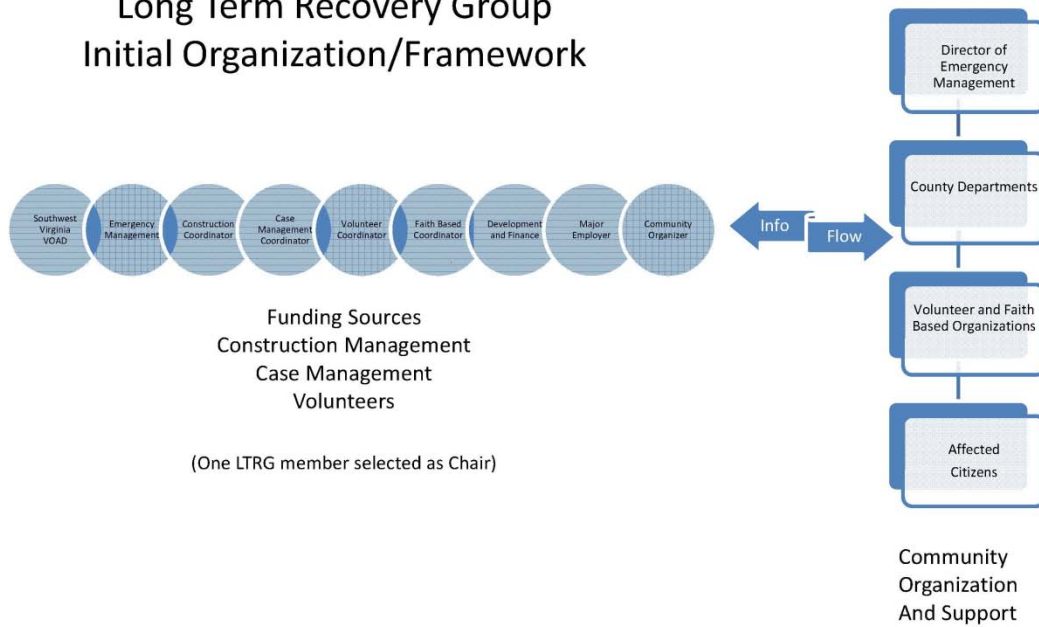 Long Term Recovery Group
Initial Organization/Framework
Southwest
Virginia
VOAD
Emergency
Management
Construction
Coordinator
Case
Management
Coordinator
Volunteer
Coordinator
Faith Based
Coordinator
Development
and Finance
Major
Employer
Community
Organizer
Info
Flow
Funding Sources
Construction Management
Case Management
Volunteers
(One LTRG member selected as Chair)
Director of
Emergency
Management
County Departments
Volunteer and Faith
Based Organizations
Affected
Citizens
Community
Organization
And Support